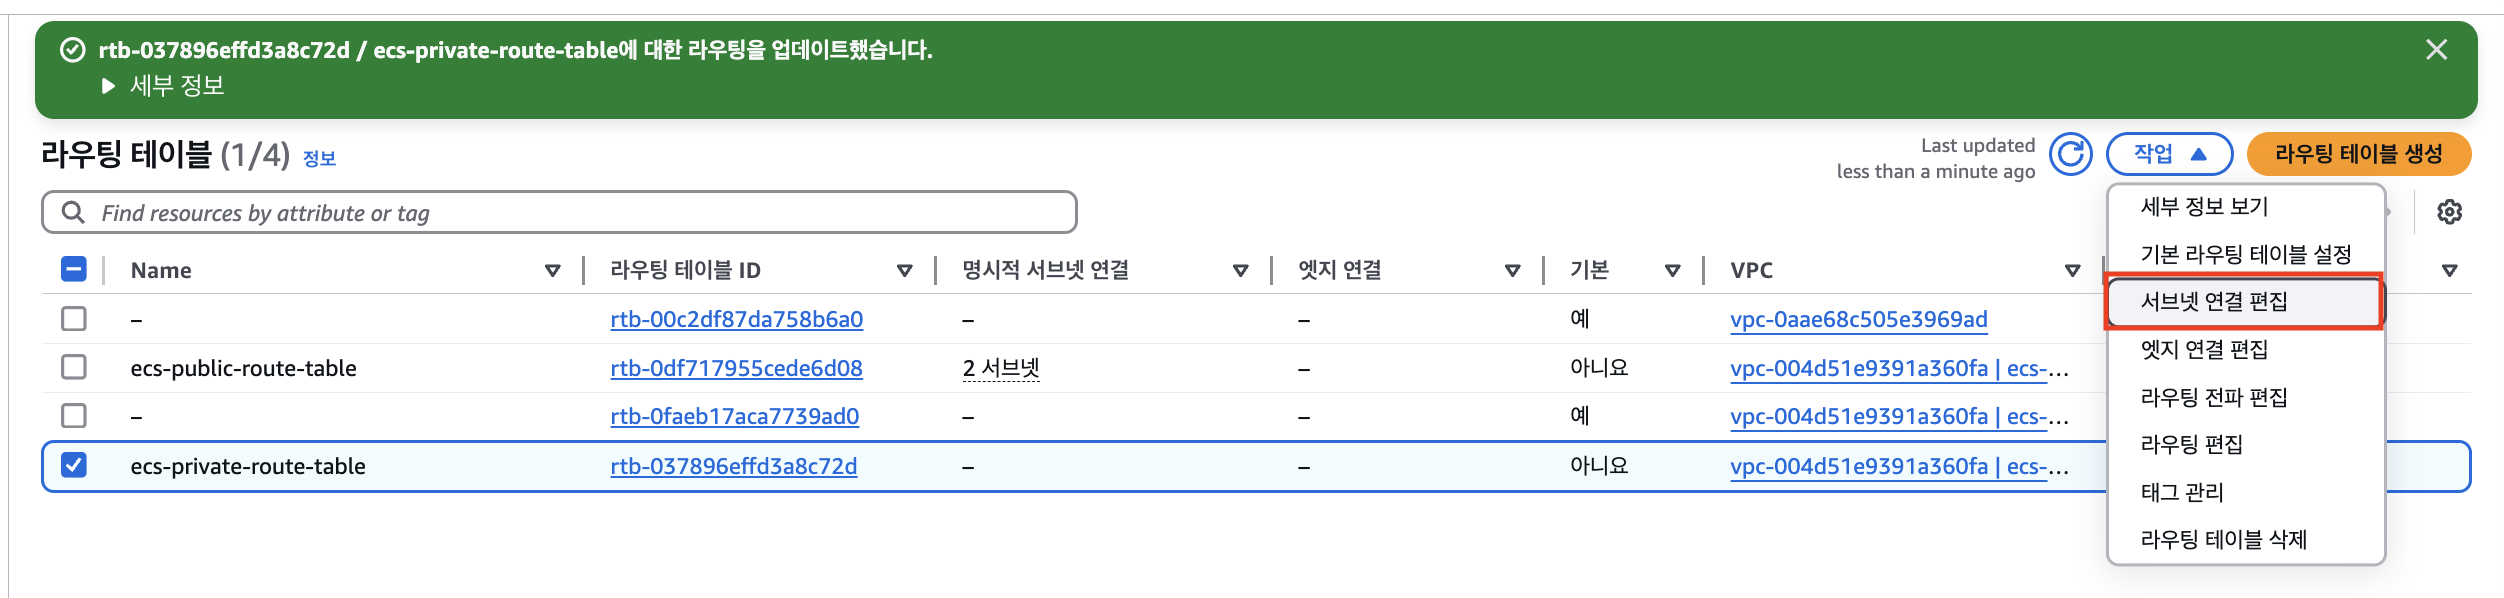 rtb-037896effd3a8c72d / ecs-private-route-table에 대한 라우팅을 업데이트했습니다.
▶ 세부 정보
라우팅 테이블 (1/4) 정보
Last updated
less than a minute ago
작업 ▲
라우팅 테이블 생성
Find resources by attribute or tag
Name
라우팅 테이블 ID
명시적 서브넷 연결
엣지 연결
기본
VPC
–
rtb-00c2df87da758b6a0
–
–
예
vpc-0aae68c505e3969ad
ecs-public-route-table
rtb-0df717955cede6d08
2 서브넷
–
아니요
vpc-004d51e9391a360fa | ecs-...
–
rtb-0faeb17aca7739ad0
–
–
예
vpc-004d51e9391a360fa | ecs-...
ecs-private-route-table
rtb-037896effd3a8c72d
–
–
아니요
vpc-004d51e9391a360fa | ecs-...
세부 정보 보기
기본 라우팅 테이블 설정
서브넷 연결 편집
엣지 연결 편집
라우팅 전파 편집
라우팅 편집
태그 관리
라우팅 테이블 삭제